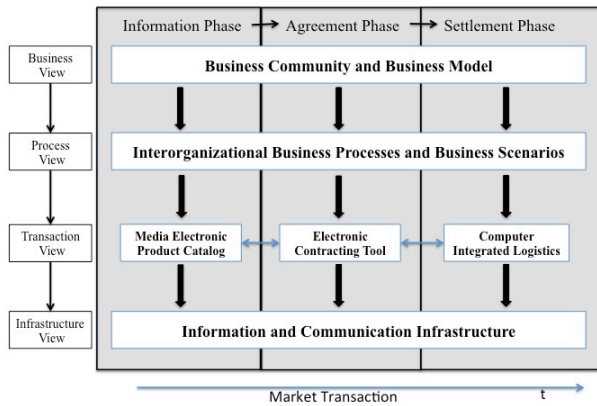 Information Phase
Agreement Phase
Settlement Phase
Business
View
Business Community and Business Model
Process
View
Interorganizational Business Processes and Business Scenarios
Transaction
View
Media Electronic
Product Catalog
Electronic
Contracting Tool
Computer
Integrated Logistics
Infrastructure
View
Information and Communication Infrastructure
Market Transaction
t